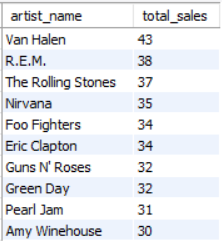 artist_name total_sales
Van Halen 43
R.E.M. 38
The Rolling Stones 37
Nirvana 35
Foo Fighters 34
Eric Clapton 34
Guns N' Roses 32
Green Day 32
Pearl Jam 31
Amy Winehouse 30